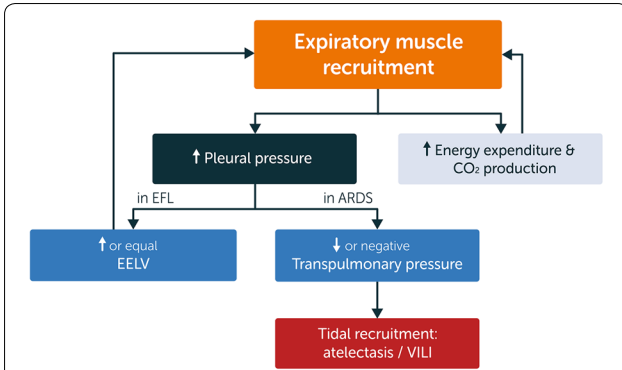 Expiratory muscle
recruitment
↑ Pleural pressure
↑ Energy expenditure &
CO₂ production
in EFL
in ARDS
↑ or equal
EELV
↓ or negative
Transpulmonary pressure
Tidal recruitment:
atelectasis / VILI